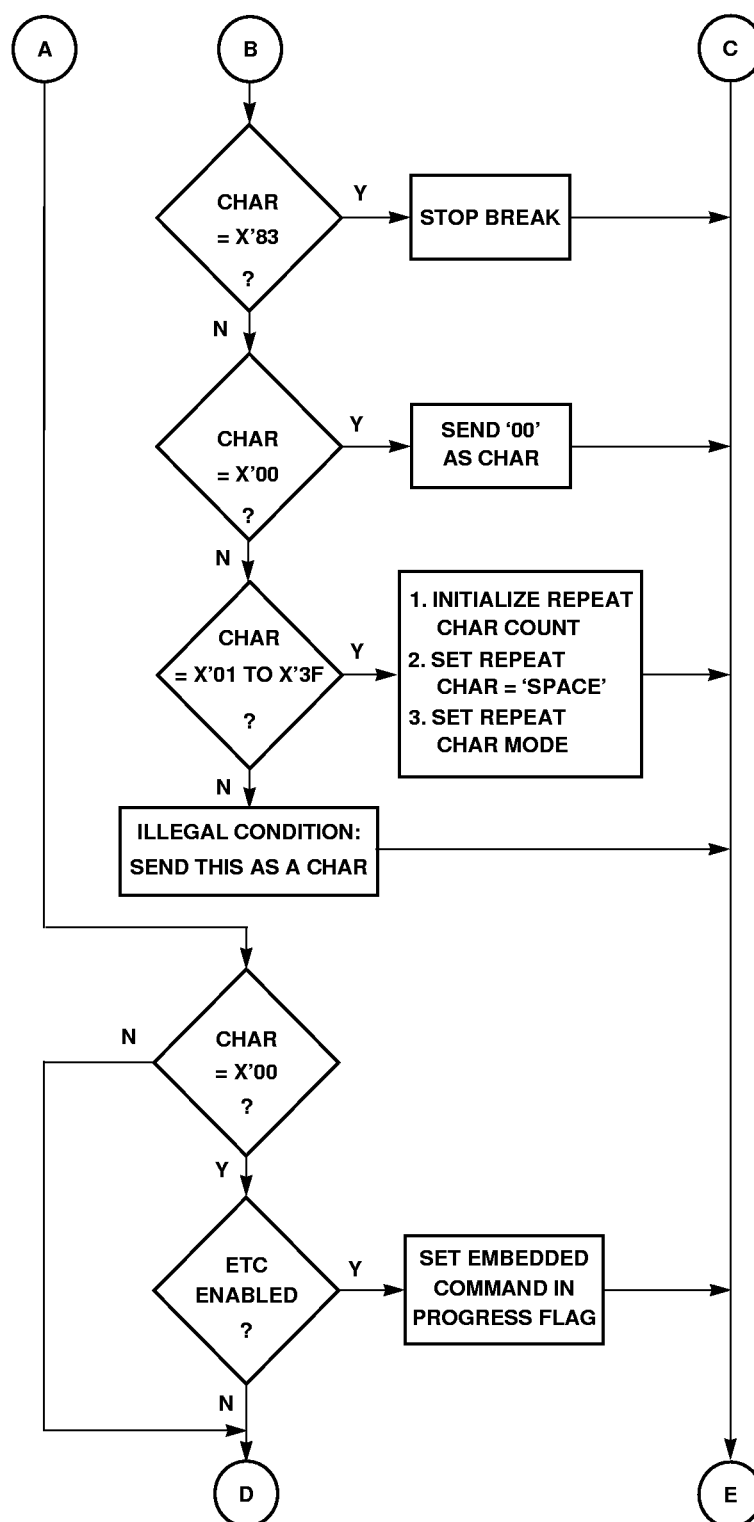 A
B
C
CHAR
= X’83
?
Y
STOP BREAK
N
CHAR
= X’00
?
Y
SEND ‘00’
AS CHAR
N
CHAR
= X’01 TO X’3F
?
Y
1. INITIALIZE REPEAT
CHAR COUNT
2. SET REPEAT
CHAR = ‘SPACE’
3. SET REPEAT
CHAR MODE
N
ILLEGAL CONDITION:
SEND THIS AS A CHAR
N
CHAR
= X’00
?
Y
ETC
ENABLED
?
Y
SET EMBEDDED
COMMAND IN
PROGRESS FLAG
N
D
E